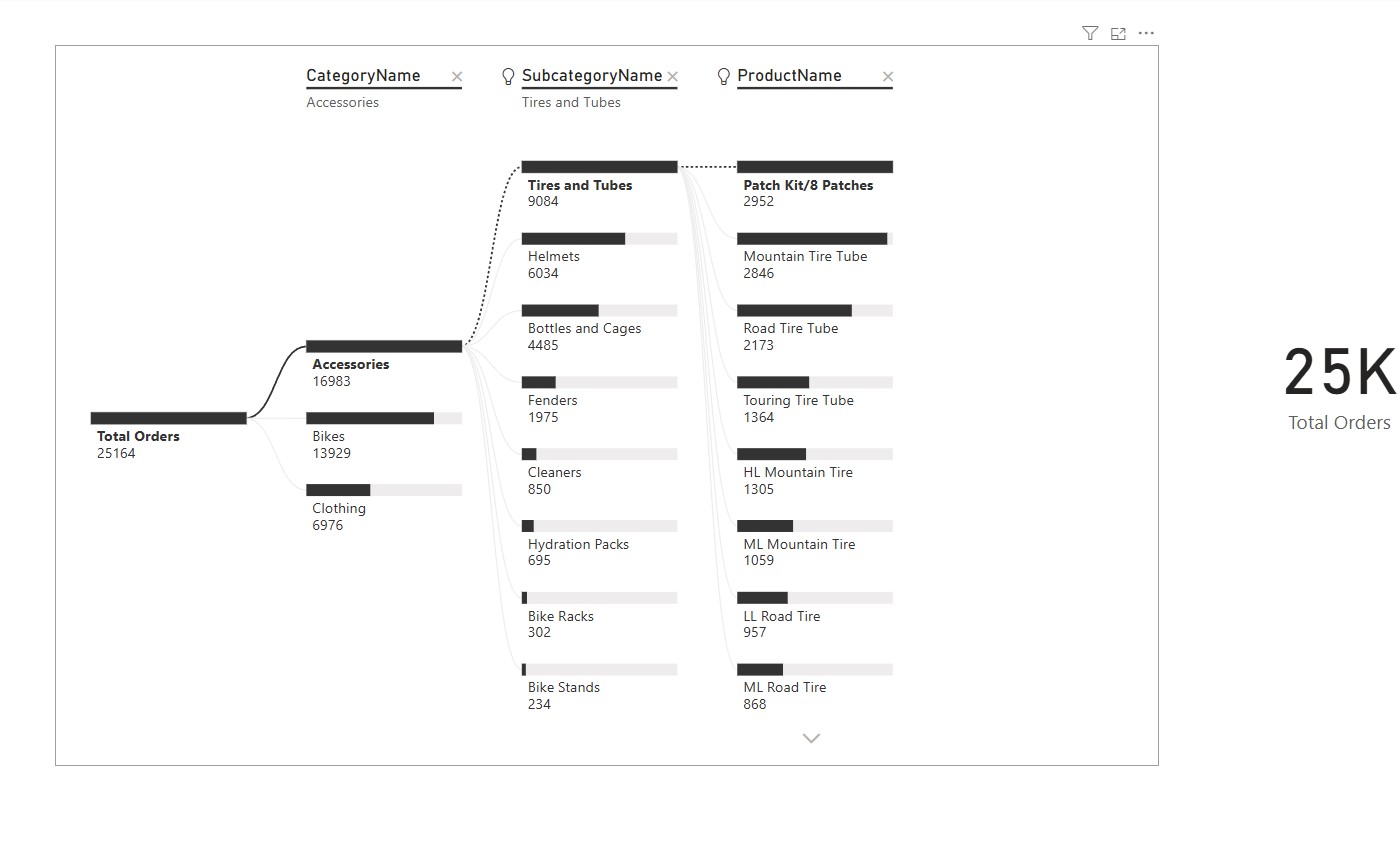 CategoryName
Accessories
SubcategoryName
Tires and Tubes
ProductName
Total Orders
25164
Accessories
16983
Bikes
13929
Clothing
6976
Tires and Tubes
9084
Helmets
6034
Bottles and Cages
4485
Fenders
1975
Cleaners
850
Hydration Packs
695
Bike Racks
302
Bike Stands
234
Patch Kit/8 Patches
2952
Mountain Tire Tube
2846
Road Tire Tube
2173
Touring Tire Tube
1364
HL Mountain Tire
1305
ML Mountain Tire
1059
LL Road Tire
957
ML Road Tire
868
25K
Total Orders